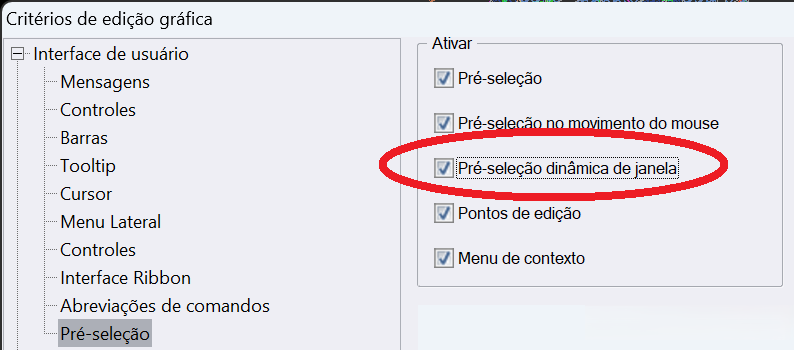 Critérios de edição gráfica
Interface de usuário
Mensagens
Controles
Barras
Tooltip
Cursor
Menu Lateral
Controles
Interface Ribbon
Abreviações de comandos
Pré-seleção
Ativar
Pré-seleção
Pré-seleção no movimento do mouse
Pré-seleção dinâmica de janela
Pontos de edição
Menu de contexto